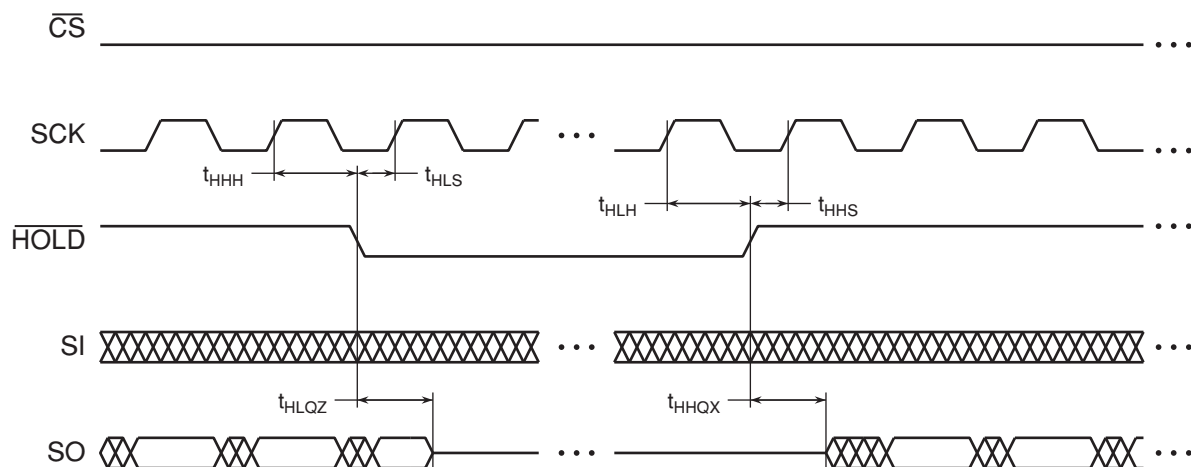 CS
SCK
tHHH
tHLS
tHLH
tHHS
HOLD
SI
tHLQZ
tHHQX
SO